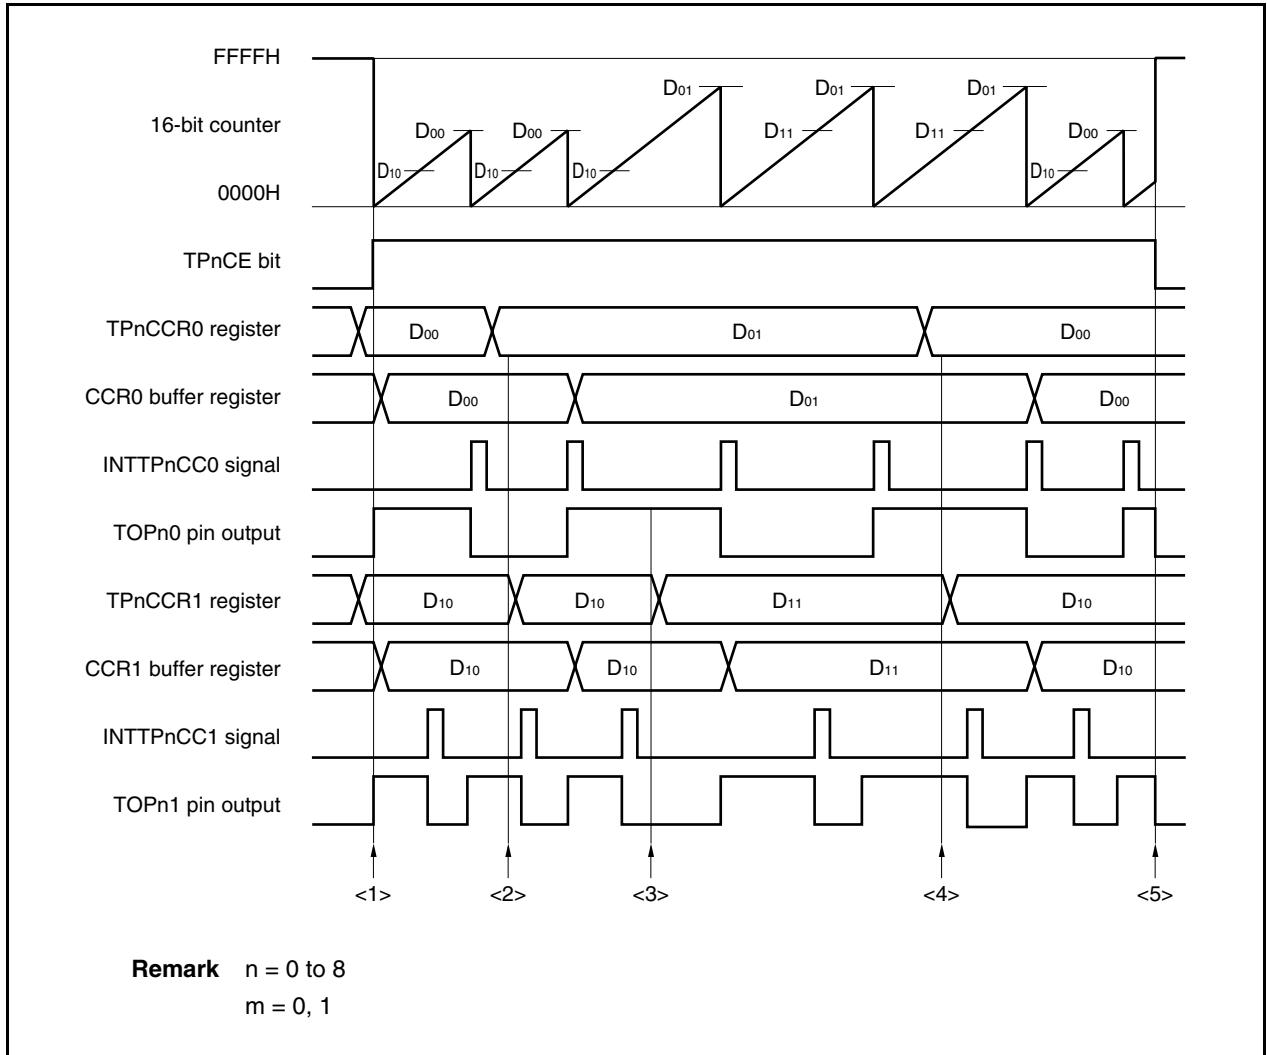 FFFFH
16-bit counter
0000H
D10 D00 D10 D00 D10 D01 D11 D01 D11 D01 D10 D00
TPnCE bit
TPnCCR0 register D00 D01 D00
CCR0 buffer register D00 D01 D00
INTTPnCC0 signal
TOPn0 pin output
TPnCCR1 register D10 D10 D11 D10
CCR1 buffer register D10 D10 D11 D10
INTTPnCC1 signal
TOPn1 pin output
<1> <2> <3> <4> <5>
Remark n = 0 to 8
m = 0, 1